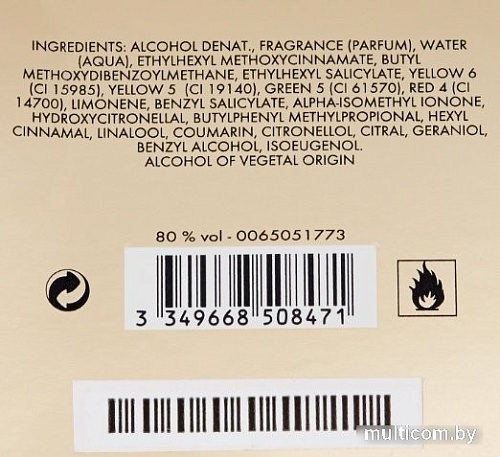 INGREDIENTS: ALCOHOL DENAT., FRAGRANCE (PARFUM), WATER
(AQUA), ETHYLHEXYL METHOXYCINNAMATE, BUTYL
METHOXYDIBENZOYLMETHANE, ETHYLHEXYL SALICYLATE, YELLOW 6
(CI 15985), YELLOW 5 (CI 19140), GREEN 5 (CI 61570), RED 4 (CI
14700), LIMONENE, BENZYL SALICYLATE, ALPHA-ISOMETHYL IONONE,
HYDROXYCITRONELLAL, BUTYLPHENYL METHYLPROPIONAL, HEXYL
CINNAMAL, LINALOOL, COUMARIN, CITRONELLOL, CITRAL, GERANIOL,
BENZYL ALCOHOL, ISOEUGENOL.
ALCOHOL OF VEGETAL ORIGIN
80 % vol - 0065051773
3 349668 508471
multicom.by